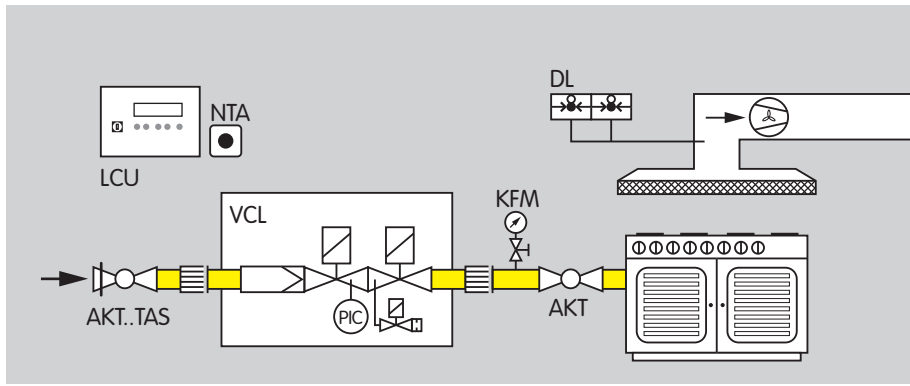 DL
NTA
LCU
VCL
KFM
PIC
AKT..TAS
AKT